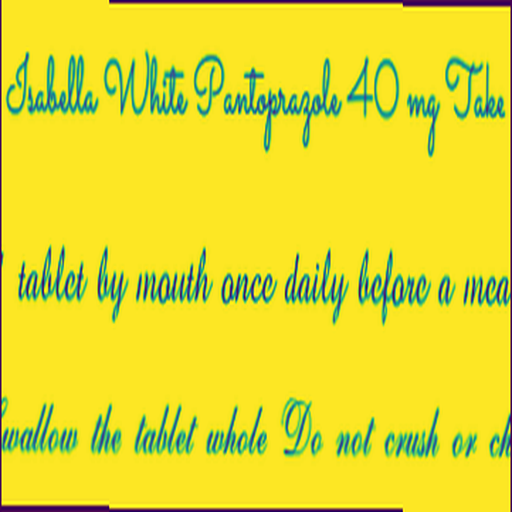 Isabella White Pantoprazole 40 mg Take
tablet by mouth once daily before a
the tablet whole Do not crush or